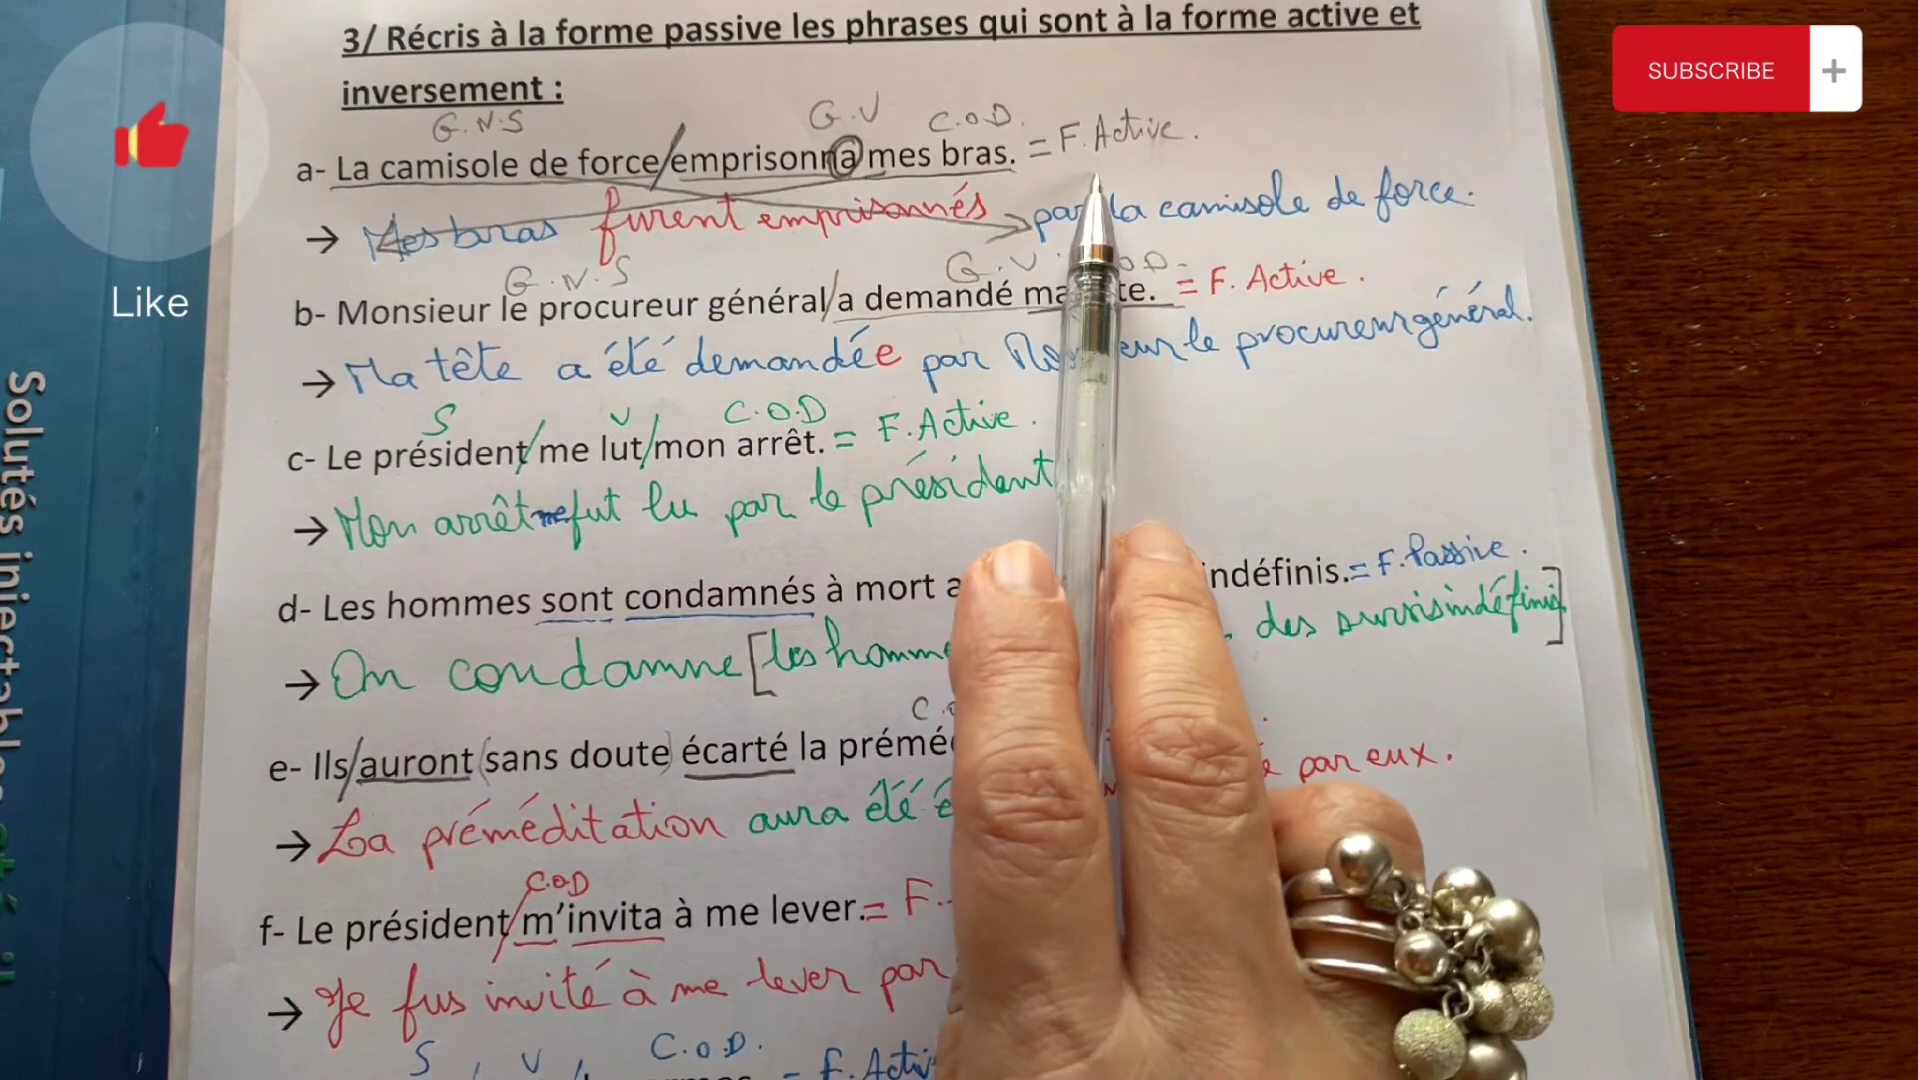 3/ Récris à la forme passive les phrases qui sont à la forme active et
inversement :
G.N.S G.V C.O.D.
a- La camisole de force/emprisonna mes bras. = F.Active.
→ Mes bras furent emprisonnés par la camisole de force.
G.N.S G.V. O.D.
b- Monsieur le procureur général/a demandé ma te. = F. Active.
→ Ma tête a été demandée par eur le procureur général.
S V C.O.D
c- Le président/me lut/mon arrêt. = F.Active.
→ Mon arrêt me fut lu par le président
d- Les hommes sont condamnés à mort a indéfinis. = F.Passive.
→ On condamne [les homme des sursis indéfinis]
C.
e- Ils/auront (sans doute) écarté la prémé
→ La préméditation aura été é par eux.
C.O.D
f- Le président/m'invita à me lever. = F.
→ Je fus invité à me lever par
S V C.O.D.
= F.Activ
Like
SUBSCRIBE +
Solutés injectables